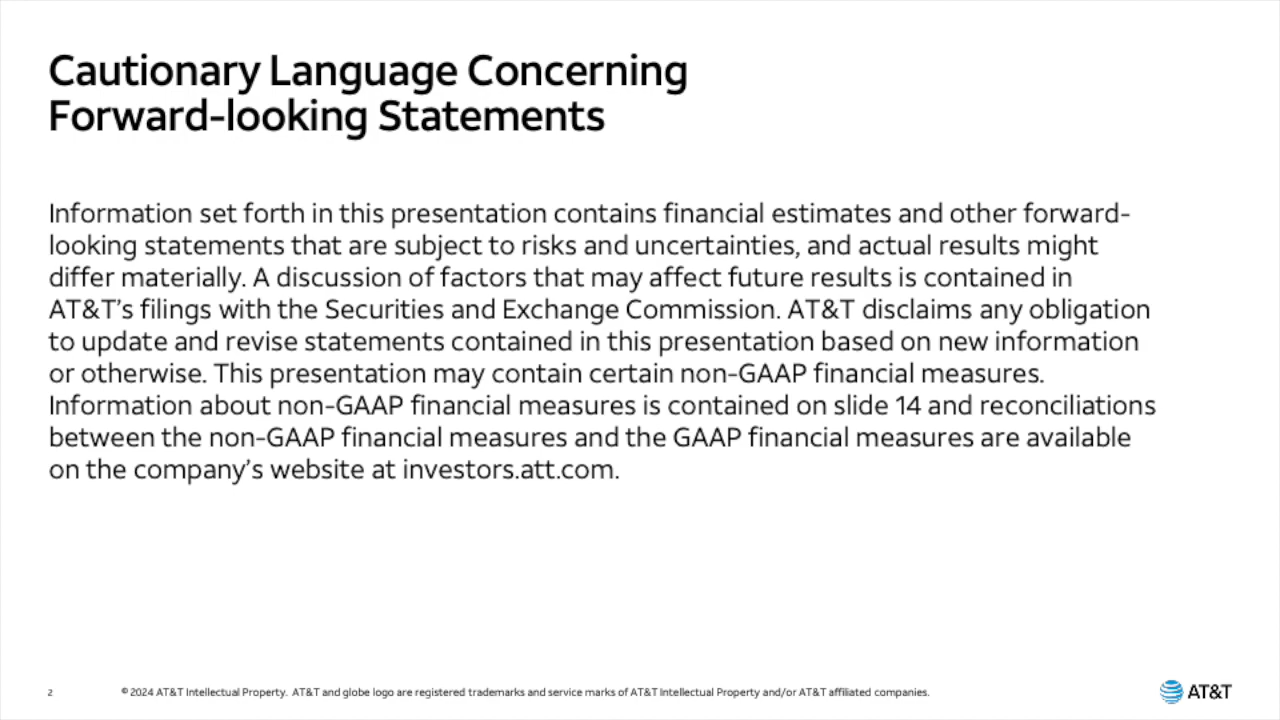 Cautionary Language Concerning
Forward-looking Statements
Information set forth in this presentation contains financial estimates and other forward-
looking statements that are subject to risks and uncertainties, and actual results might
differ materially. A discussion of factors that may affect future results is contained in
AT&T’s filings with the Securities and Exchange Commission. AT&T disclaims any obligation
to update and revise statements contained in this presentation based on new information
or otherwise. This presentation may contain certain non-GAAP financial measures.
Information about non-GAAP financial measures is contained on slide 14 and reconciliations
between the non-GAAP financial measures and the GAAP financial measures are available
on the company’s website at investors.att.com.
2
© 2024 AT&T Intellectual Property. AT&T and globe logo are registered trademarks and service marks of AT&T Intellectual Property and/or AT&T affiliated companies.
AT&T